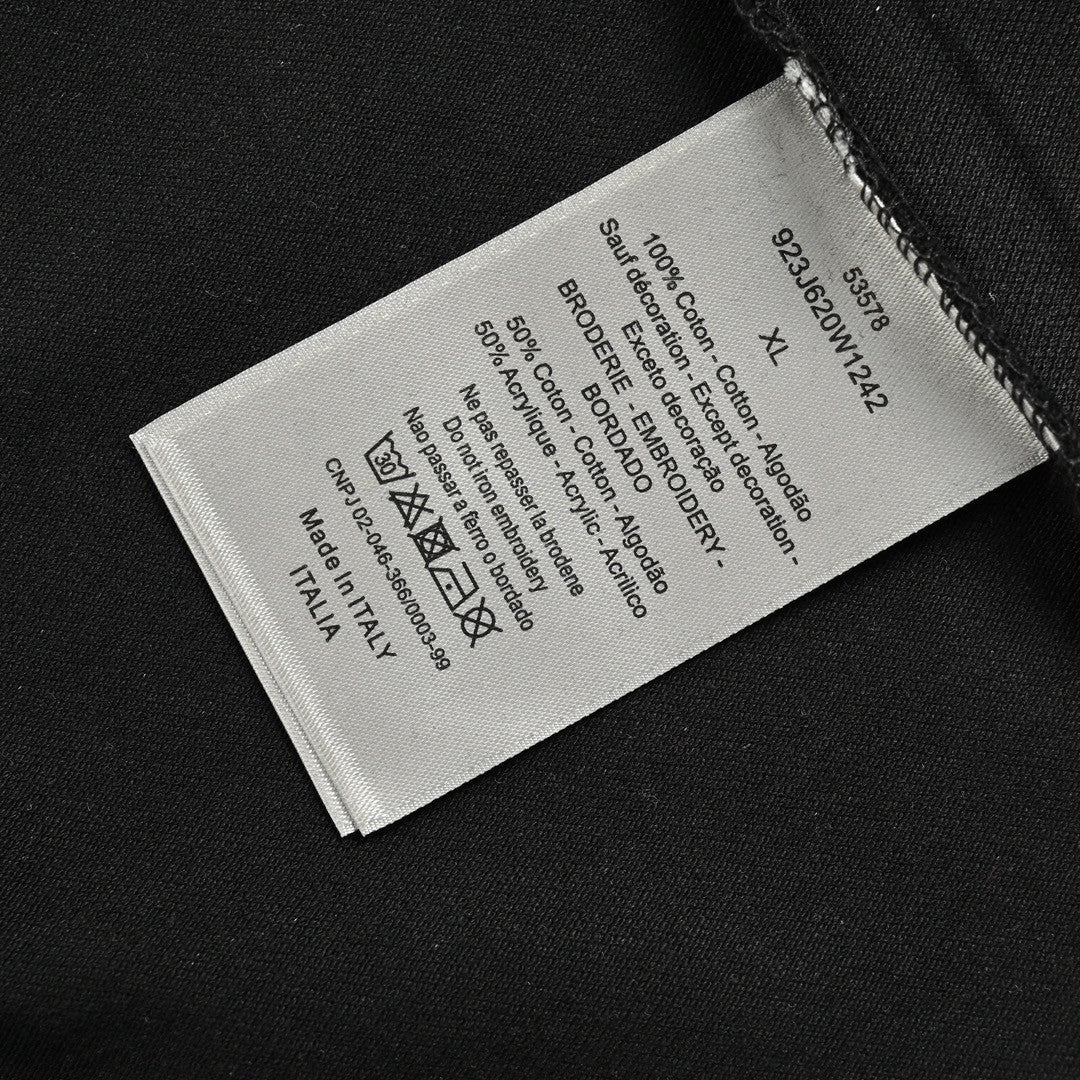 53578
923J620W1242
XL
100% Coton - Cotton - Algodão
Sauf décoration - Except decoration -
Exceto decoração
BRODERIE - EMBROIDERY -
BORDADO
50% Coton - Cotton - Algodão
50% Acrylique - Acrylic - Acrilico
Ne pas repasser la brodene
Do not iron embroidery
Nao passar a ferro o bordado
30
CNPJ 02-046-366/0003-99
Made In ITALY
ITALIA